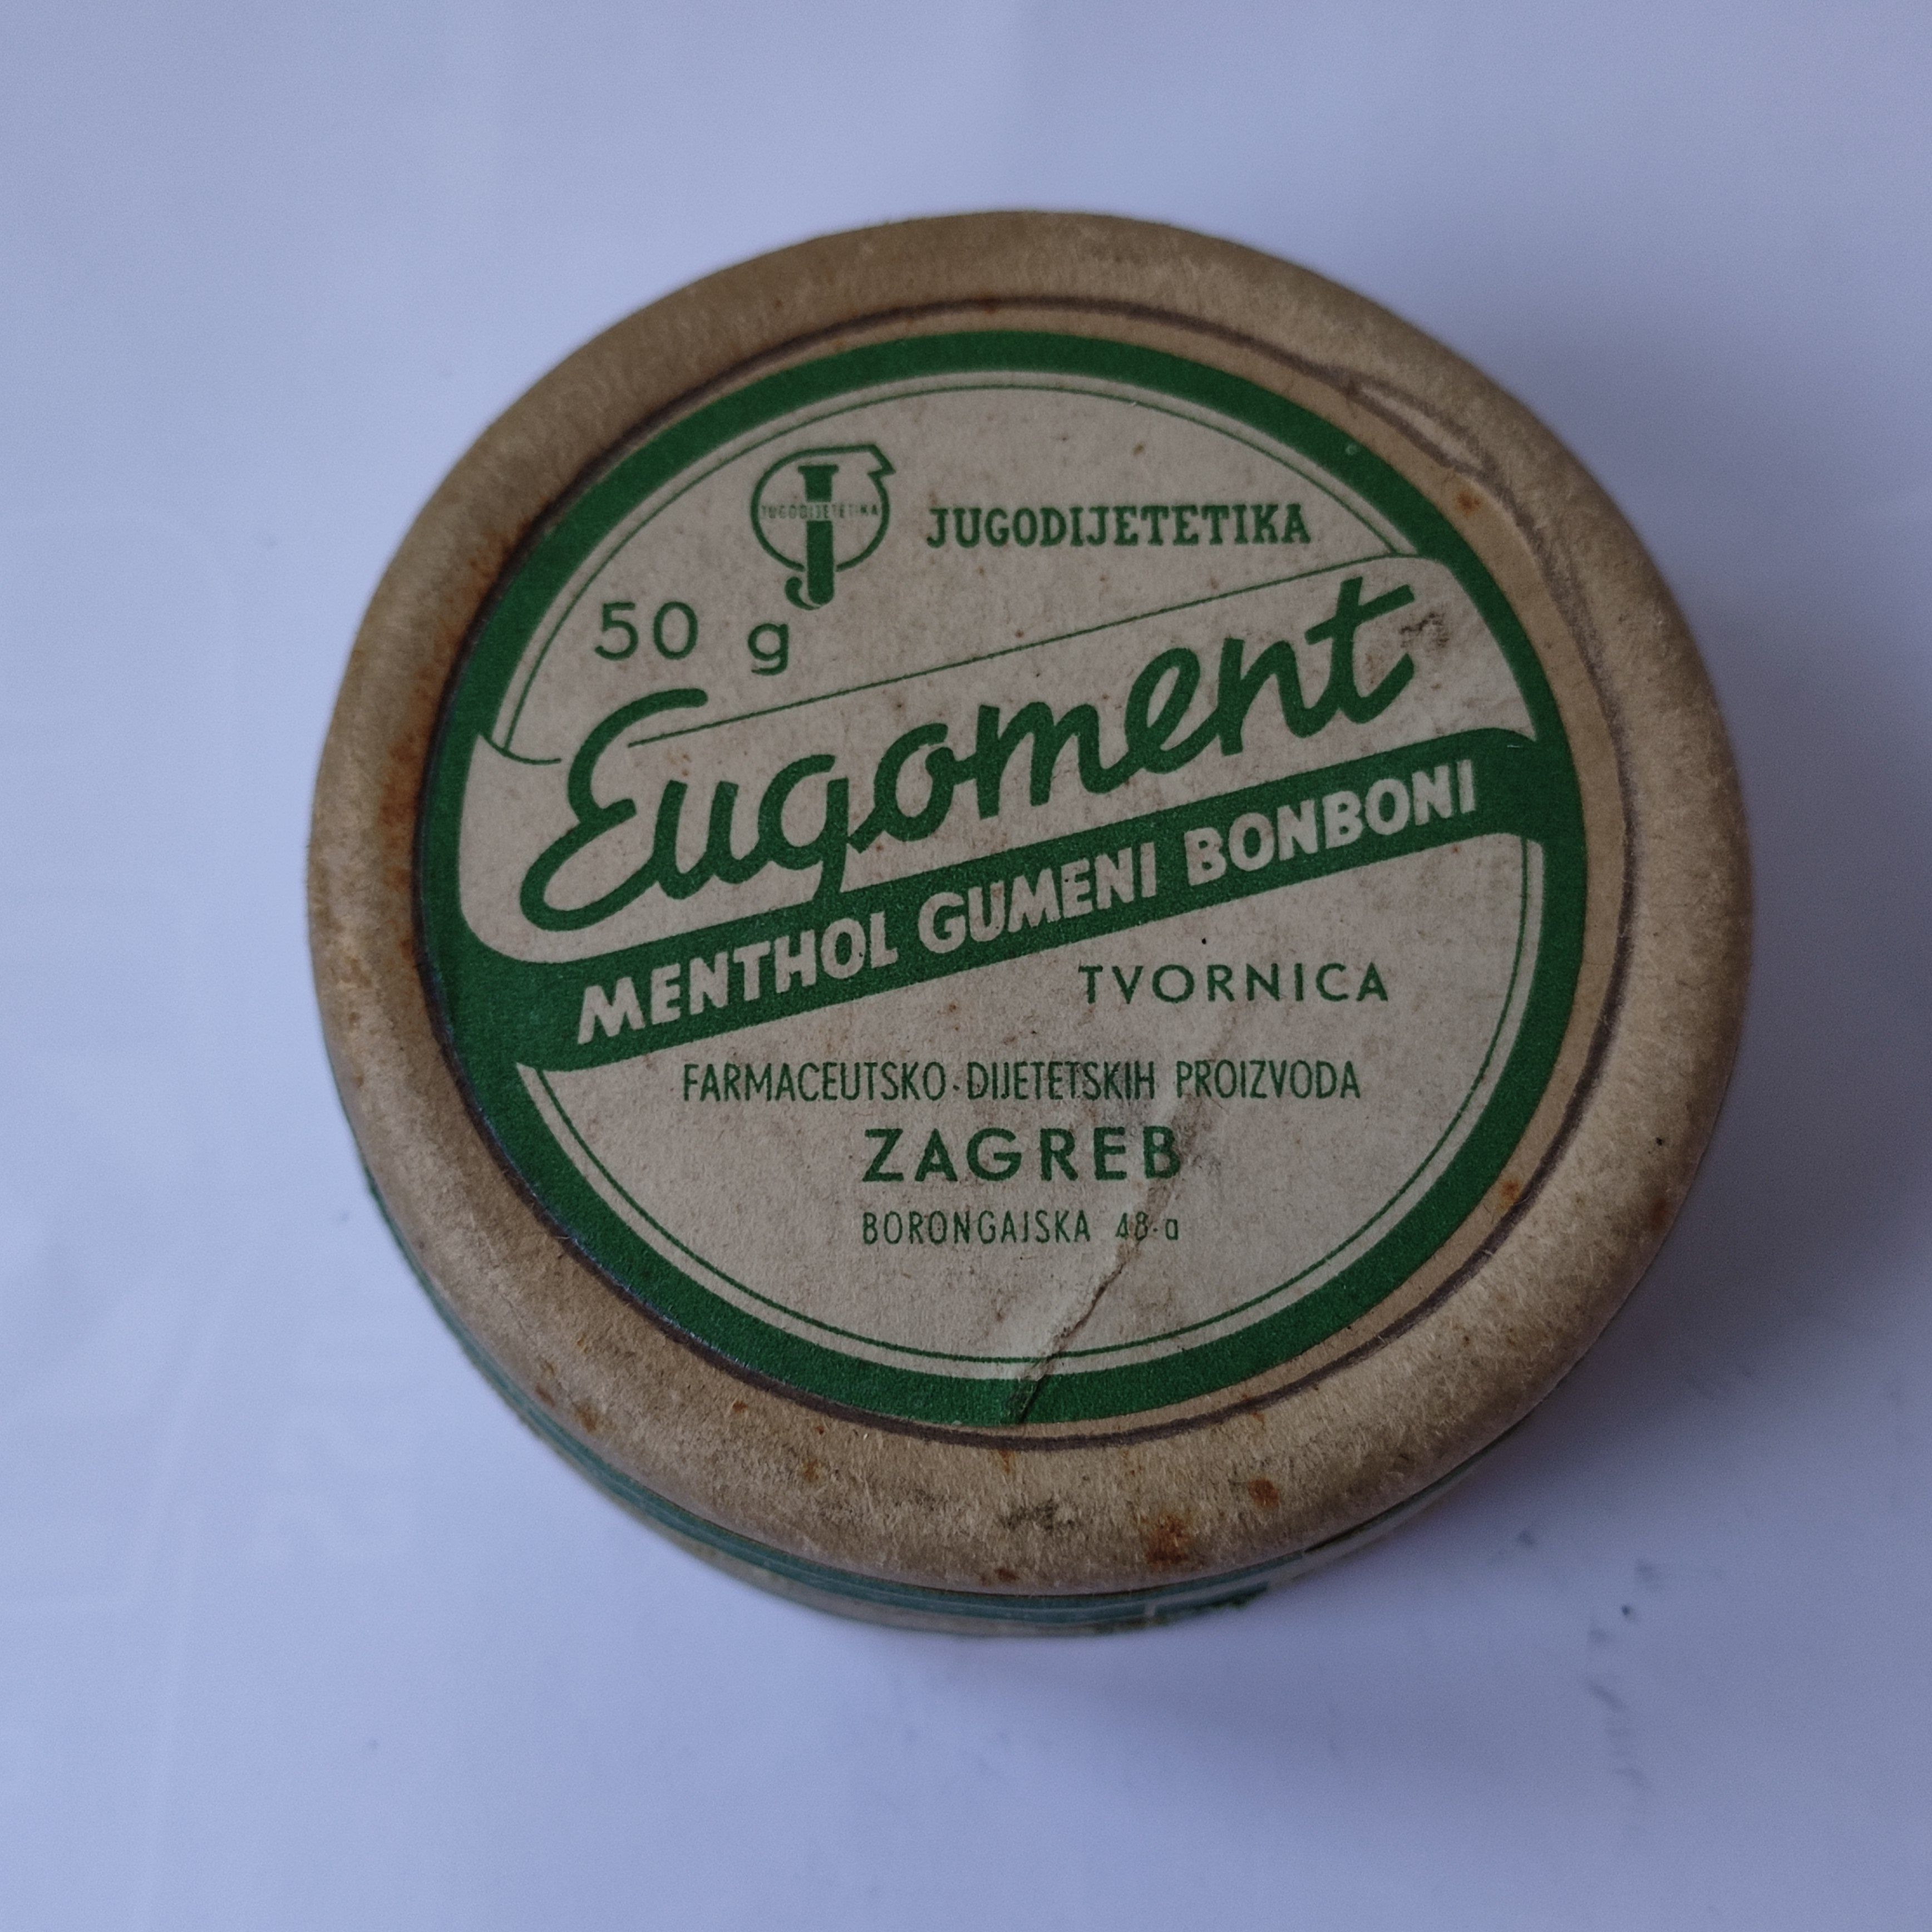 JUGODIJETETIKA
JUGODIJETETIKA
50 g
Eugoment
MENTHOL GUMENI BONBONI
TVORNICA
FARMACEUTSKO-DIJETETSKIH PROIZVODA
ZAGREB
BORONGAJSKA 48-a